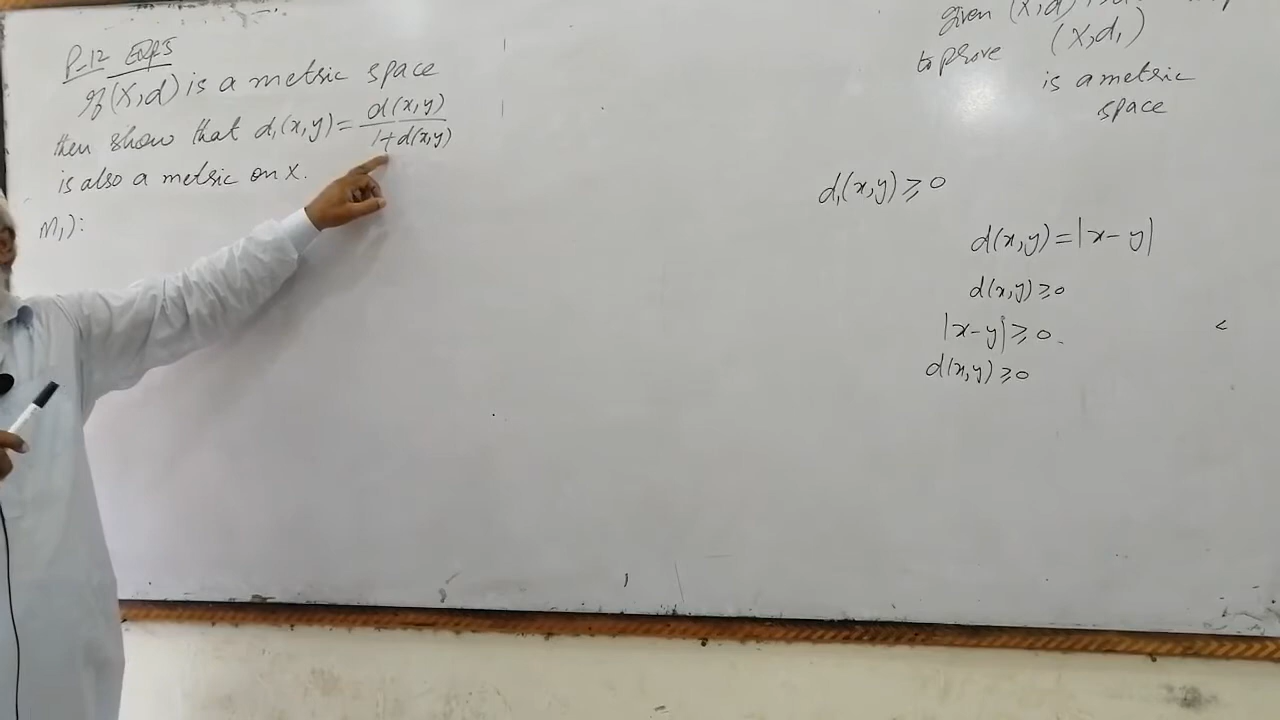 P-12 EX5
If (X,d) is a metric space
then show that d₁(x,y) = d(x,y) / 1+d(x,y)
is also a metric on X.
M₁):
given (X,d)
to prove (X,d₁)
is a metric
space
d₁(x,y) ⩾ 0
d(x,y) = |x-y|
d(x,y) ⩾ 0
|x-y| ⩾ 0.
d(x,y) ⩾ 0
<